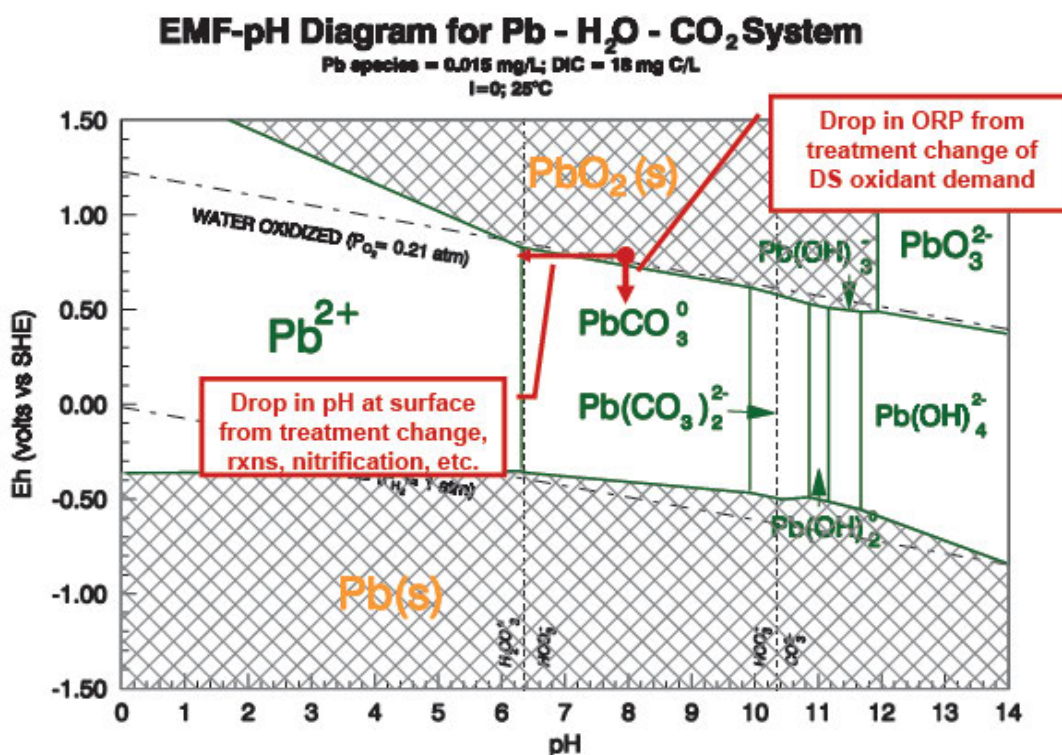 EMF-pH Diagram for Pb - H₂O - CO₂ System
Pb species = 0.015 mg/L; DIC = 18 mg C/L
I=0; 25°C
Drop in ORP from
treatment change of
DS oxidant demand
Eh (volts vs SHE)
1.50
1.00
0.50
0.00
-0.50
-1.00
-1.50
WATER OXIDIZED (P_O₂= 0.21 atm)
PbO₂(s)
Pb(OH)₃⁻
PbO₃²⁻
Pb²⁺
PbCO₃⁰
Pb(CO₃)₂²⁻
Pb(OH)₄²⁻
Drop in pH at surface
from treatment change,
rxns, nitrification, etc.
H₂)= 1 atm)
Pb(OH)₂⁰
Pb(s)
H₂CO₃*
HCO₃⁻
HCO₃⁻
CO₃²⁻
0 1 2 3 4 5 6 7 8 9 10 11 12 13 14
pH